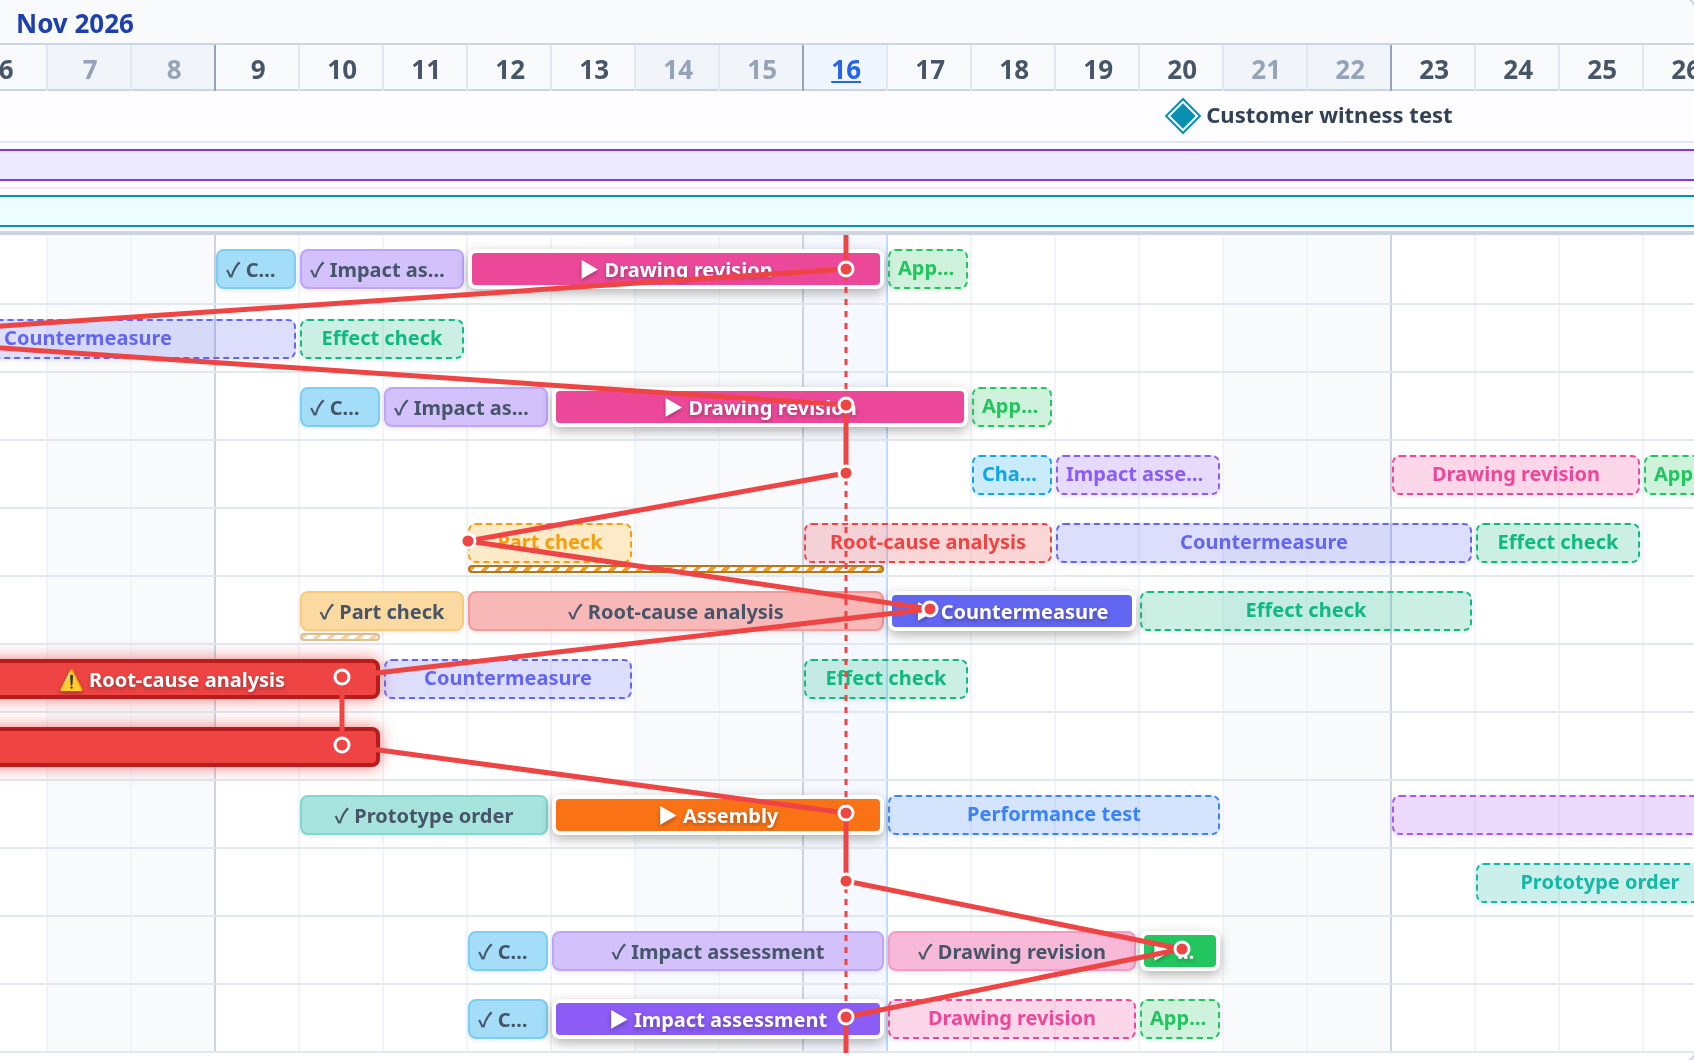 Nov 2026
6 7 8 9 10 11 12 13 14 15 16 17 18 19 20 21 22 23 24 25 26
Customer witness test
✓ C... ✓ Impact as... ▶ Drawing revision App...
Countermeasure Effect check
✓ C... ✓ Impact as... ▶ Drawing revision App...
Cha... Impact asse... Drawing revision App
Part check Root-cause analysis Countermeasure Effect check
✓ Part check ✓ Root-cause analysis ▶ Countermeasure Effect check
⚠ Root-cause analysis Countermeasure Effect check
✓ Prototype order ▶ Assembly Performance test
Prototype order
✓ C... ✓ Impact assessment ✓ Drawing revision ▶
✓ C... ▶ Impact assessment Drawing revision App...